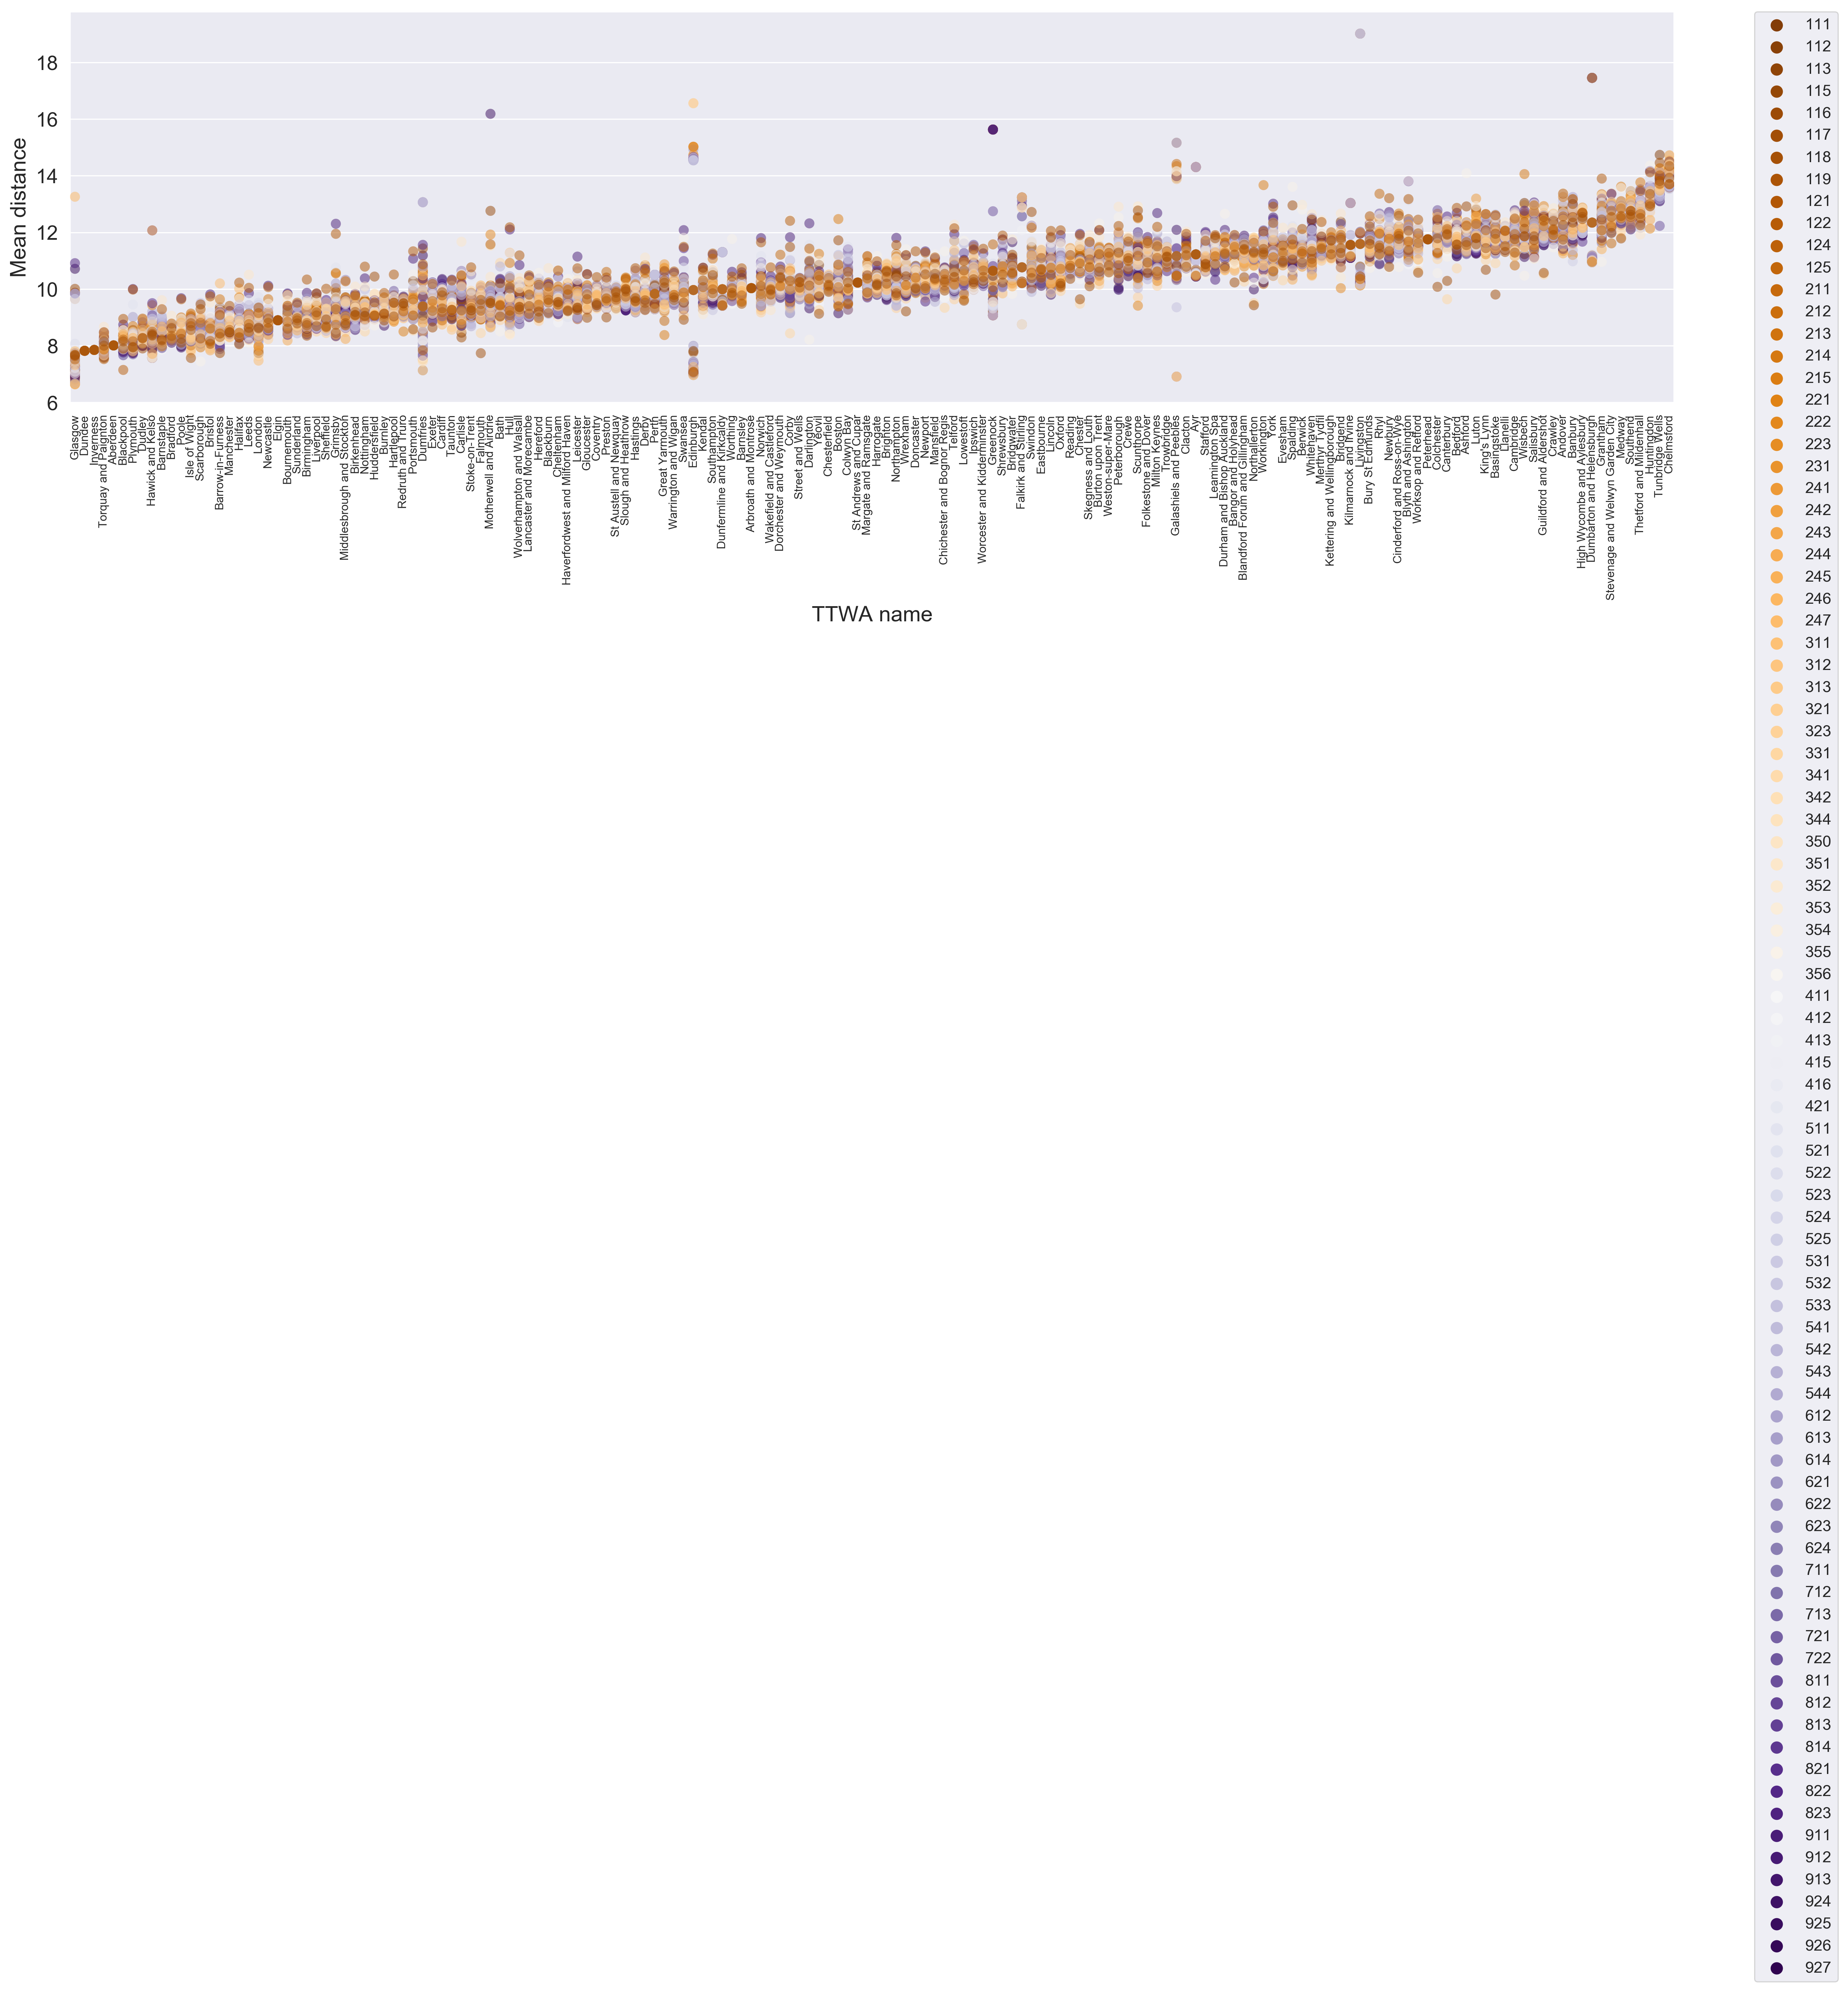 18
16
14
12
10
8
6
Mean distance
Glasgow
Dundee
Inverness
Torquay and Paignton
Aberdeen
Blackpool
Plymouth
Dudley
Hawick and Kelso
Barnstaple
Bradford
Poole
Isle of Wight
Scarborough
Bristol
Barrow-in-Furness
Manchester
Halifax
Leeds
London
Newcastle
Elgin
Bournemouth
Sunderland
Birmingham
Liverpool
Sheffield
Grimsby
Middlesbrough and Stockton
Birkenhead
Nottingham
Huddersfield
Burnley
Hartlepool
Redruth and Truro
Portsmouth
Dumfries
Exeter
Cardiff
Taunton
Carlisle
Stoke-on-Trent
Falmouth
Motherwell and Airdrie
Bath
Hull
Wolverhampton and Walsall
Lancaster and Morecambe
Hereford
Blackburn
Cheltenham
Haverfordwest and Milford Haven
Leicester
Gloucester
Coventry
Preston
St Austell and Newquay
Slough and Heathrow
Hastings
Derby
Perth
Great Yarmouth
Warrington and Wigan
Swansea
Edinburgh
Kendal
Southampton
Dunfermline and Kirkcaldy
Worthing
Barnsley
Arbroath and Montrose
Norwich
Wakefield and Castleford
Dorchester and Weymouth
Corby
Street and Wells
Darlington
Yeovil
Chesterfield
Boston
Colwyn Bay
St Andrews and Cupar
Margate and Ramsgate
Harrogate
Brighton
Northampton
Wrexham
Doncaster
Newport
Mansfield
Chichester and Bognor Regis
Telford
Lowestoft
Ipswich
Worcester and Kidderminster
Greenock
Shrewsbury
Bridgwater
Falkirk and Stirling
Swindon
Eastbourne
Lincoln
Oxford
Reading
Chester
Skegness and Louth
Burton upon Trent
Weston-super-Mare
Peterborough
Crewe
Scunthorpe
Folkestone and Dover
Milton Keynes
Trowbridge
Galashiels and Peebles
Clacton
Ayr
Stafford
Leamington Spa
Durham and Bishop Auckland
Bangor and Holyhead
Blandford Forum and Gillingham
Northallerton
Workington
York
Evesham
Spalding
Berwick
Whitehaven
Merthyr Tydfil
Kettering and Wellingborough
Bridgend
Kilmarnock and Irvine
Livingston
Bury St Edmunds
Rhyl
Newbury
Cinderford and Ross-on-Wye
Blyth and Ashington
Worksop and Retford
Peterhead
Colchester
Canterbury
Bedford
Ashford
Luton
King's Lynn
Basingstoke
Llanelli
Cambridge
Wisbech
Salisbury
Guildford and Aldershot
Crawley
Andover
Banbury
High Wycombe and Aylesbury
Dumbarton and Helensburgh
Grantham
Stevenage and Welwyn Garden City
Medway
Southend
Thetford and Mildenhall
Huntingdon
Tunbridge Wells
Chelmsford
TTWA name
111
112
113
115
116
117
118
119
121
122
124
125
211
212
213
214
215
221
222
223
231
241
242
243
244
245
246
247
311
312
313
321
323
331
341
342
344
350
351
352
353
354
355
356
411
412
413
415
416
421
511
521
522
523
524
525
531
532
533
541
542
543
544
612
613
614
621
622
623
624
711
712
713
721
722
811
812
813
814
821
822
823
911
912
913
924
925
926
927